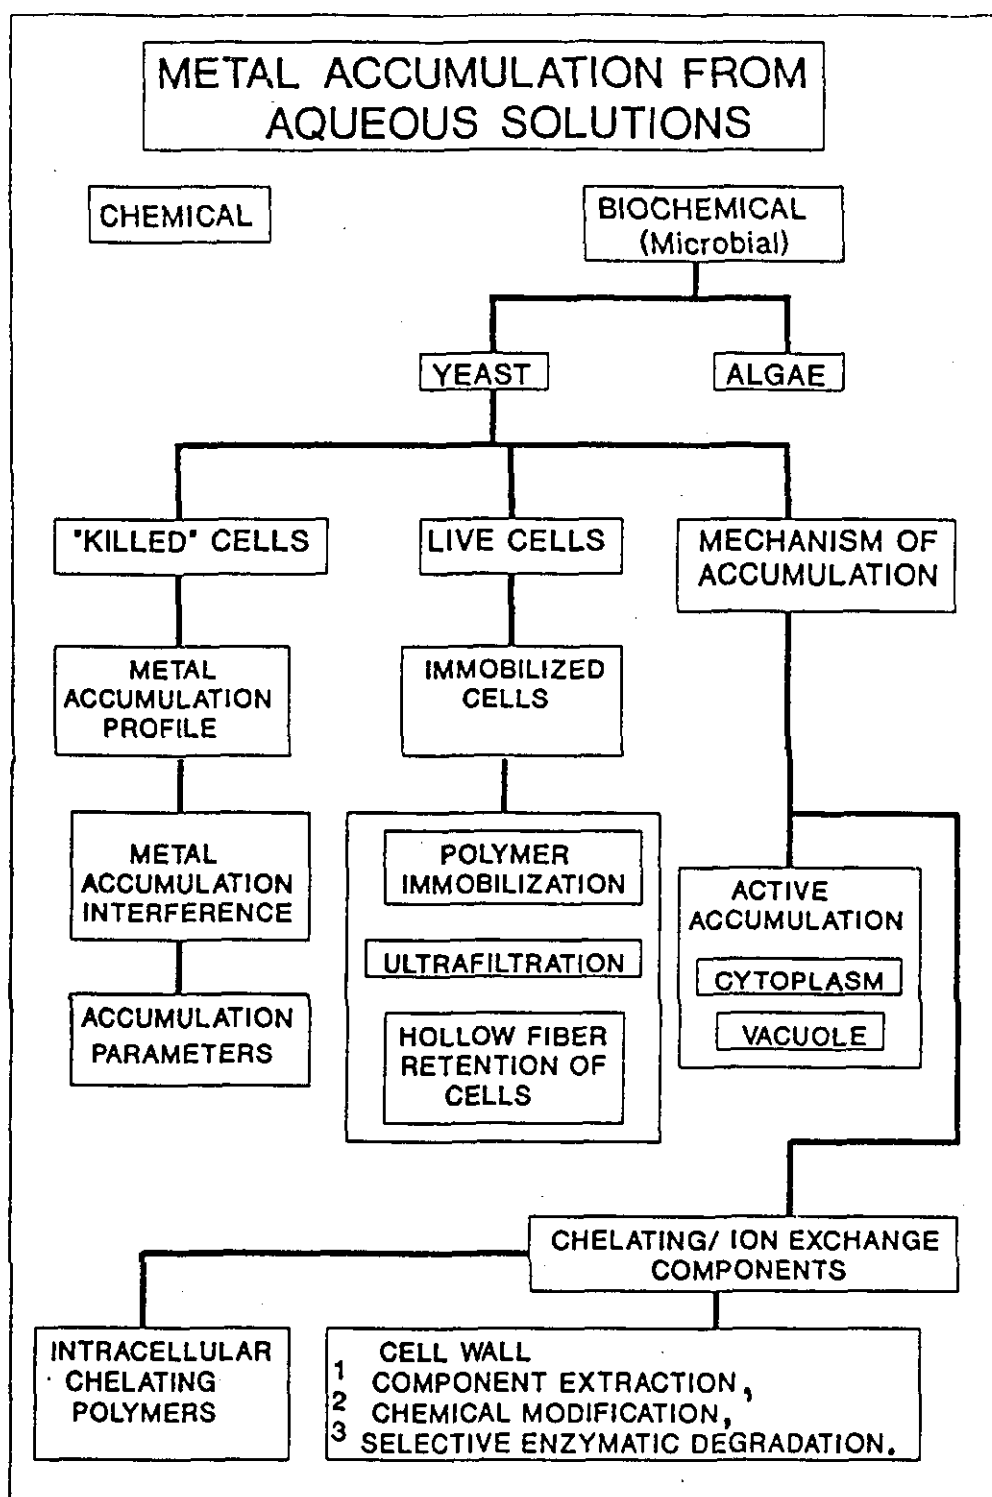 METAL ACCUMULATION FROM
AQUEOUS SOLUTIONS
CHEMICAL
BIOCHEMICAL
(Microbial)
YEAST
ALGAE
"KILLED" CELLS
LIVE CELLS
MECHANISM OF
ACCUMULATION
METAL
ACCUMULATION
PROFILE
IMMOBILIZED
CELLS
METAL
ACCUMULATION
INTERFERENCE
ACCUMULATION
PARAMETERS
POLYMER
IMMOBILIZATION
ULTRAFILTRATION
HOLLOW FIBER
RETENTION OF
CELLS
ACTIVE
ACCUMULATION
CYTOPLASM
VACUOLE
CHELATING/ ION EXCHANGE
COMPONENTS
INTRACELLULAR
CHELATING
POLYMERS
CELL WALL
1 COMPONENT EXTRACTION,
2 CHEMICAL MODIFICATION,
3 SELECTIVE ENZYMATIC DEGRADATION.